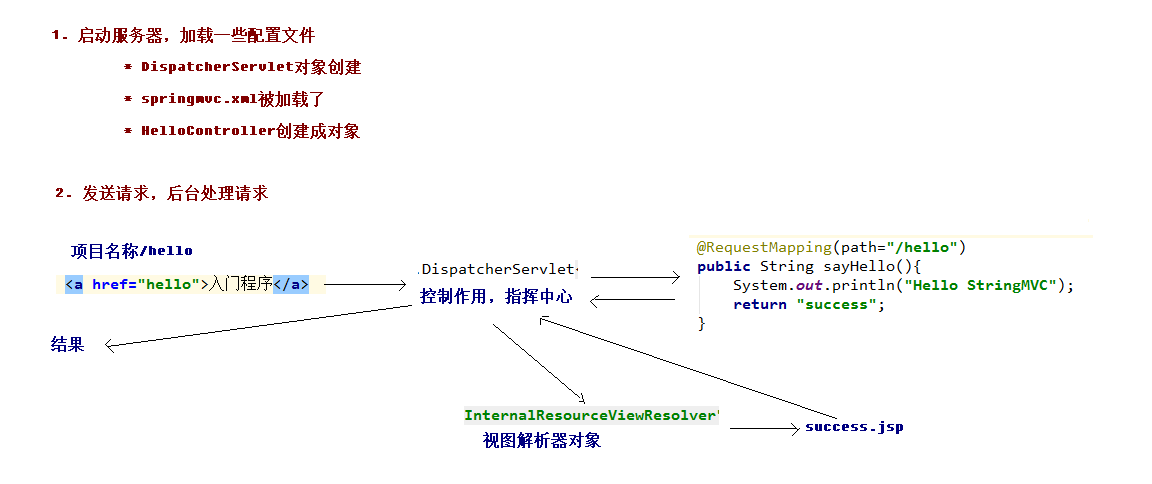 1. 启动服务器，加载一些配置文件
* DispatcherServlet对象创建
* springmvc.xml被加载了
* HelloController创建成对象
2. 发送请求，后台处理请求
项目名称/hello
<a href="hello">入门程序</a>
.DispatcherServlet<
控制作用，指挥中心
@RequestMapping(path="/hello")
public String sayHello(){
System.out.println("Hello StringMVC");
return "success";
}
结果
InternalResourceViewResolver"
视图解析器对象
success.jsp